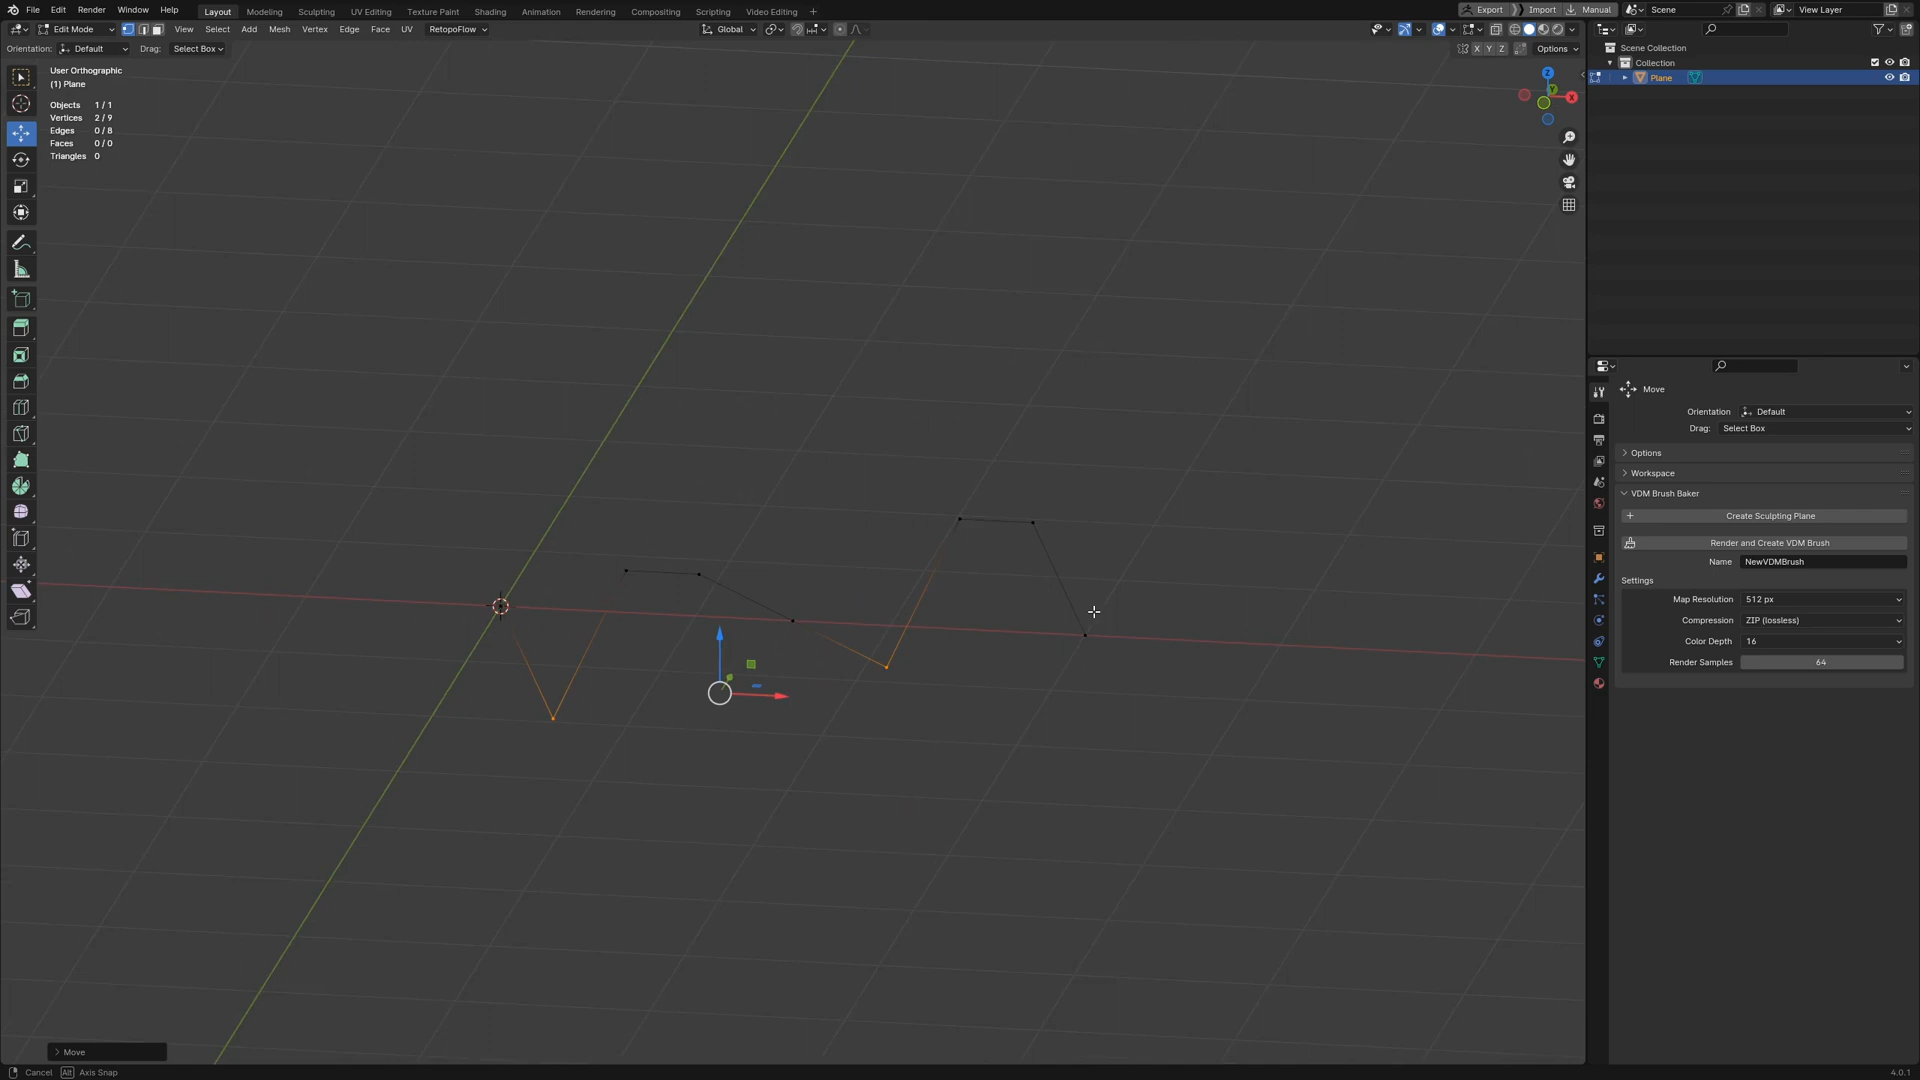 File Edit Render Window Help Layout Modeling Sculpting UV Editing Texture Paint Shading Animation Rendering Compositing Scripting Video Editing + Export Import Manual Scene View Layer
Edit Mode View Select Add Mesh Vertex Edge Face UV RetopoFlow Global
Orientation: Default Drag: Select Box X Y Z Options
User Orthographic
(1) Plane
Objects 1 / 1
Vertices 2 / 9
Edges 0 / 8
Faces 0 / 0
Triangles 0
Z
Y
X
Scene Collection
Collection
Plane
Move
Orientation Default
Drag: Select Box
Options
Workspace
VDM Brush Baker
Create Sculpting Plane
Render and Create VDM Brush
Name NewVDMBrush
Settings
Map Resolution 512 px
Compression ZIP (lossless)
Color Depth 16
Render Samples 64
Move
Cancel Alt Axis Snap 4.0.1